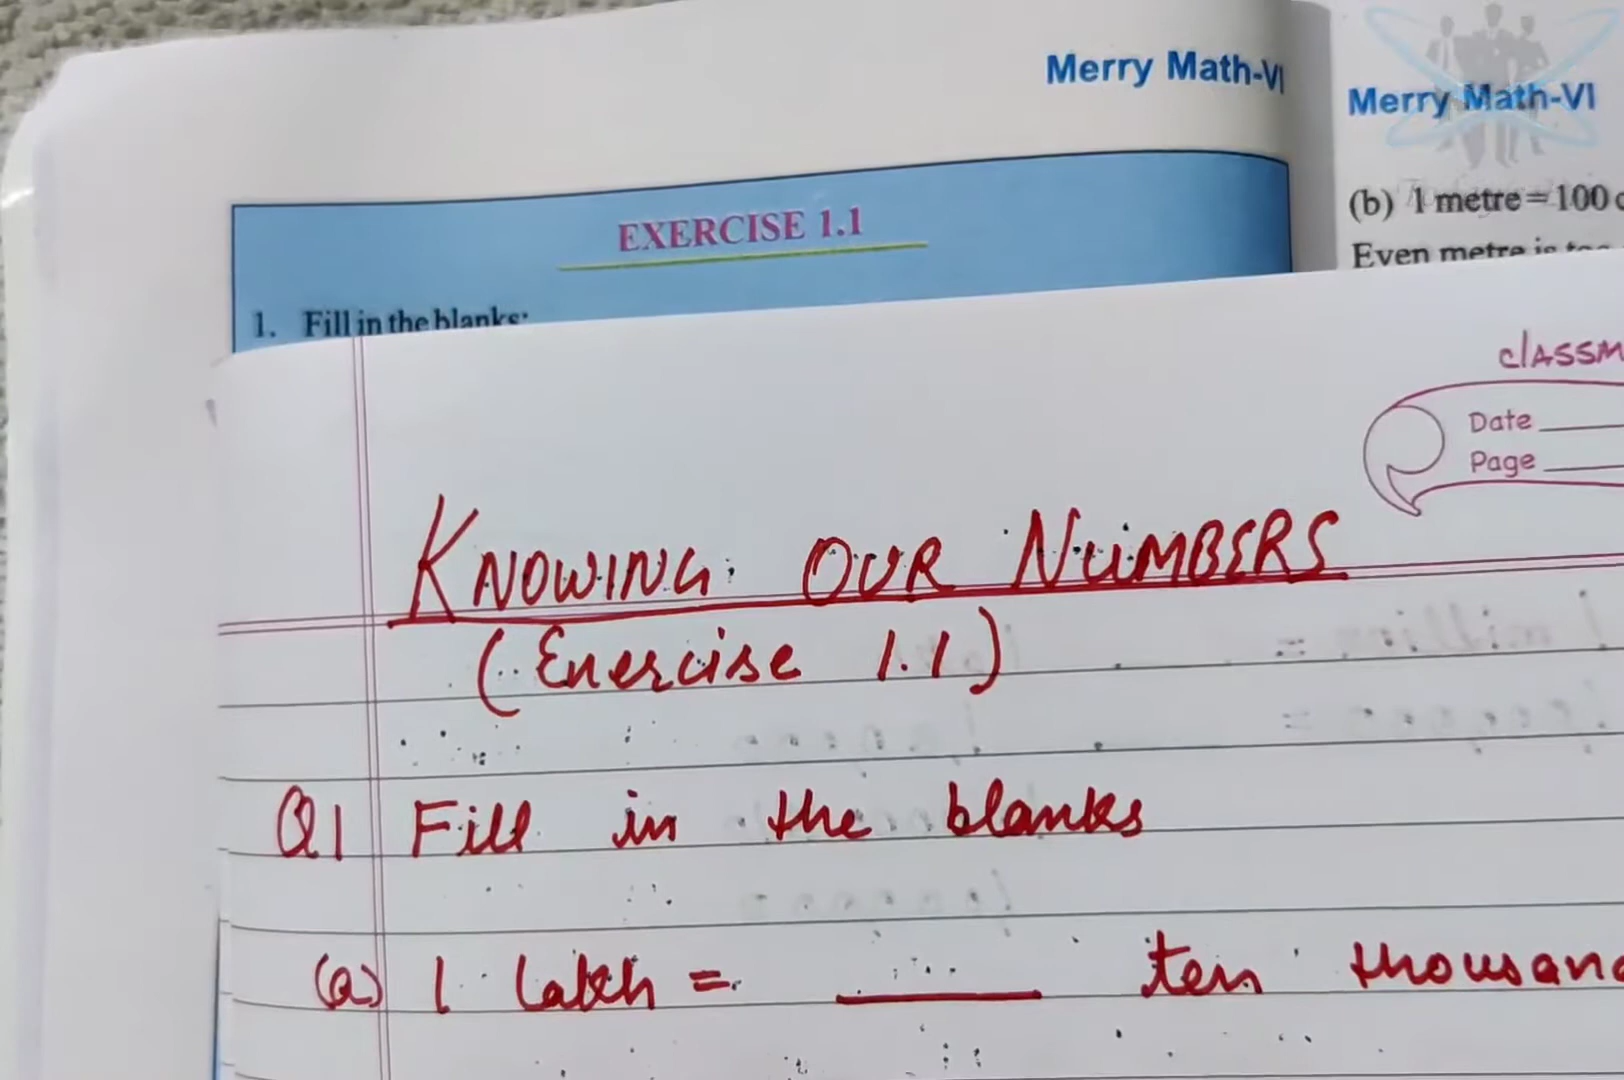 Merry Math-VI
Merry Math-VI
EXERCISE 1.1
(b) 1 metre = 100
Even metre is
1. Fill in the blanks:
classm
Date
Page
KNOWING OUR NUMBERS
(Exercise 1.1)
Q1 Fill in the blanks
(a) 1 lakh = ____ ten thousan